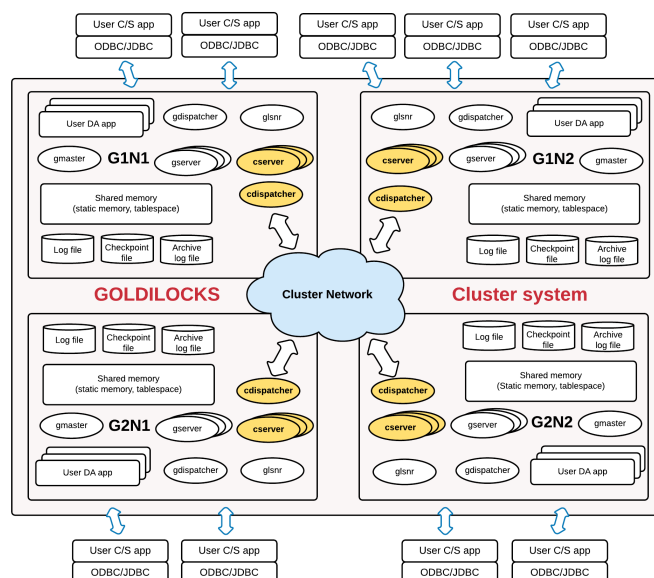 User C/S app
ODBC/JDBC
User C/S app
ODBC/JDBC
User C/S app
ODBC/JDBC
User C/S app
ODBC/JDBC
User C/S app
ODBC/JDBC
User DA app
gdispatcher
glsnr
gmaster
G1N1
gserver
cserver
cdispatcher
Shared memory
(static memory, tablespace)
Log file
Checkpoint
file
Archive
log file
glsnr
gdispatcher
User DA app
cserver
gserver
G1N2
gmaster
cdispatcher
Shared memory
(static memory, tablespace)
Log file
Checkpoint
file
Archive
log file
GOLDILOCKS
Cluster Network
Cluster system
Log file
Checkpoint
file
Archive
log file
Shared memory
(static memory, tablespace)
cdispatcher
gmaster
G2N1
gserver
cserver
User DA app
gdispatcher
glsnr
Log file
Checkpoint
file
Archive
log file
Shared memory
(Static memory, tablespace)
cdispatcher
cserver
gserver
G2N2
gmaster
glsnr
gdispatcher
User DA app
User C/S app
ODBC/JDBC
User C/S app
ODBC/JDBC
User C/S app
ODBC/JDBC
User C/S app
ODBC/JDBC